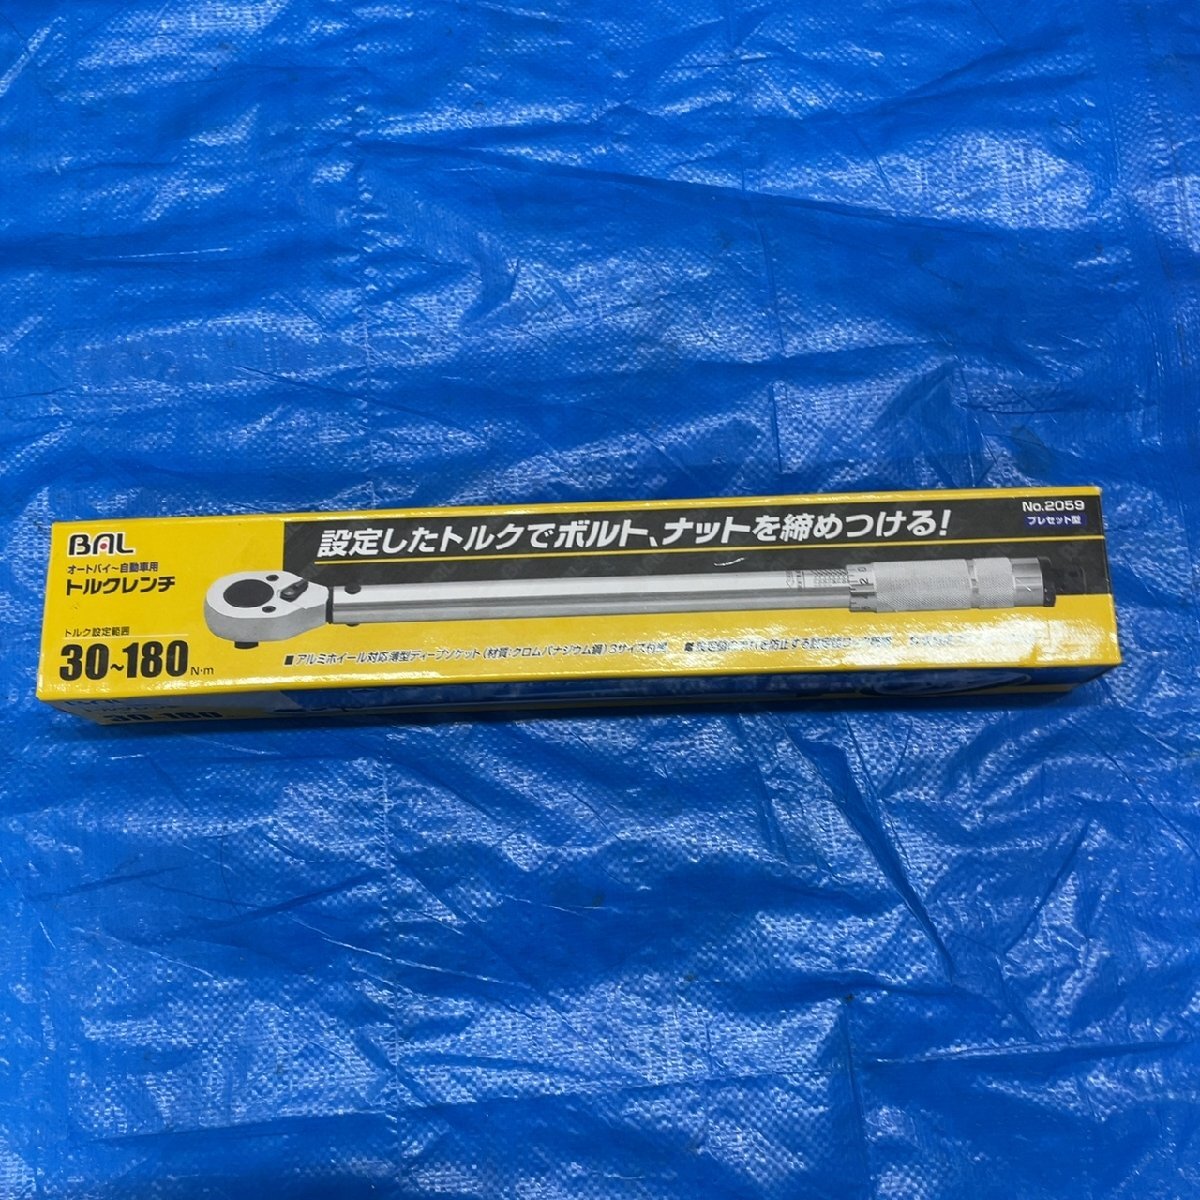 BAL
オートバイ〜自動車用
トルクレンチ
トルク設定範囲
30~180 N・m
設定したトルクでボルト、ナットを締めつける!
No.2059
プレセット型
■アルミホイール対応薄型ディープソケット(材質:クロムバナジウム鋼)3サイズ付属
30~180